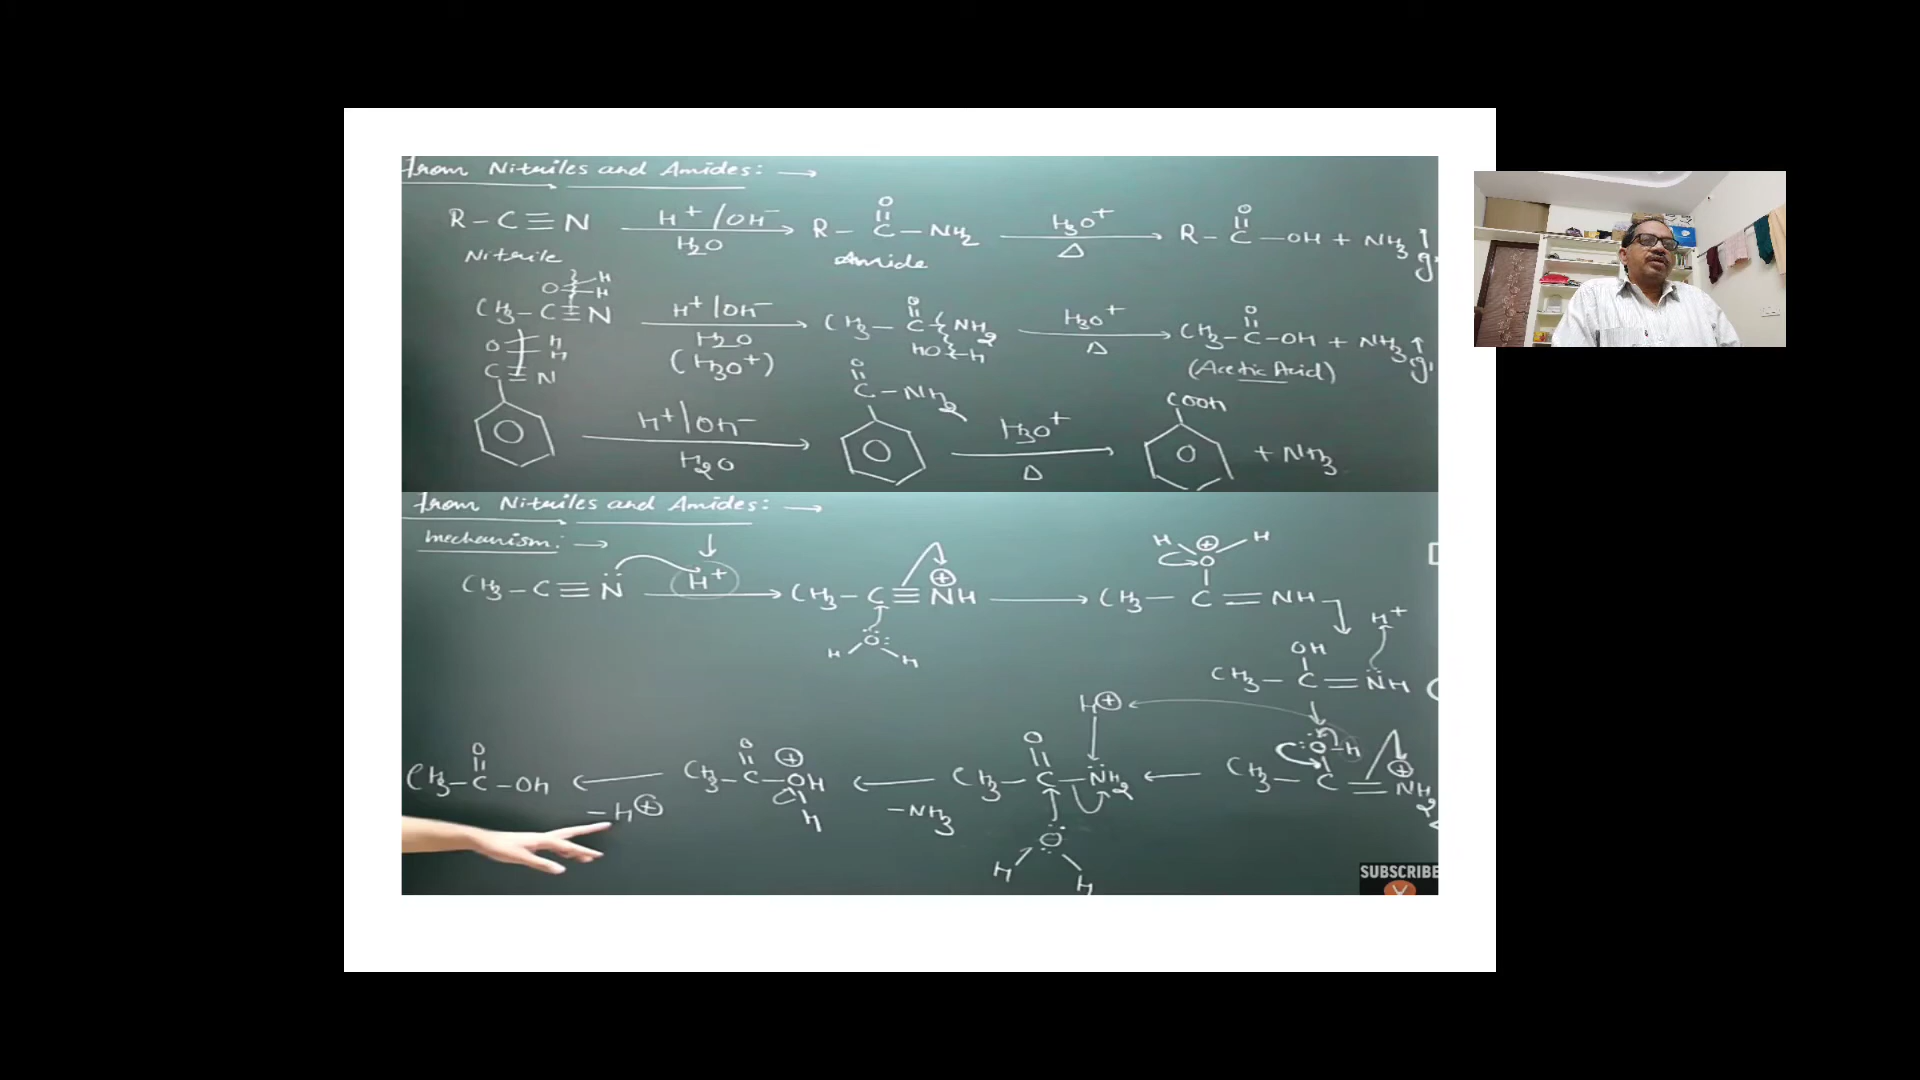 from Nitriles and Amides: →
R-C≡N H+/OH- H2O R-C-NH2 O H3O+ Δ R-C-OH O + NH3↑ g
Nitrile Amide
O H H
CH3-C≡N H+/OH- H2O (H3O+) CH3-C-NH2 O HO-H H3O+ Δ CH3-C-OH O + NH3↑ g
(Acetic Acid)
O H H
C≡N H+/OH- H2O C-NH2 O H3O+ Δ COOH + NH3
from Nitriles and Amides: →
mechanism: →
CH3-C≡N̈ H+ → CH3-C≡NH ⊕ → CH3-C=NH O ⊕ H H
H Ö: H
OH H+
CH3-C=N̈H
H⊕
CH3-C-OH O ← -H⊕ CH3-C-OH O ⊕ H ← -NH3 CH3-C-N̈H2 O ← CH3-C=NH2 ⊕ :Ö-H
H Ö H
SUBSCRIBE